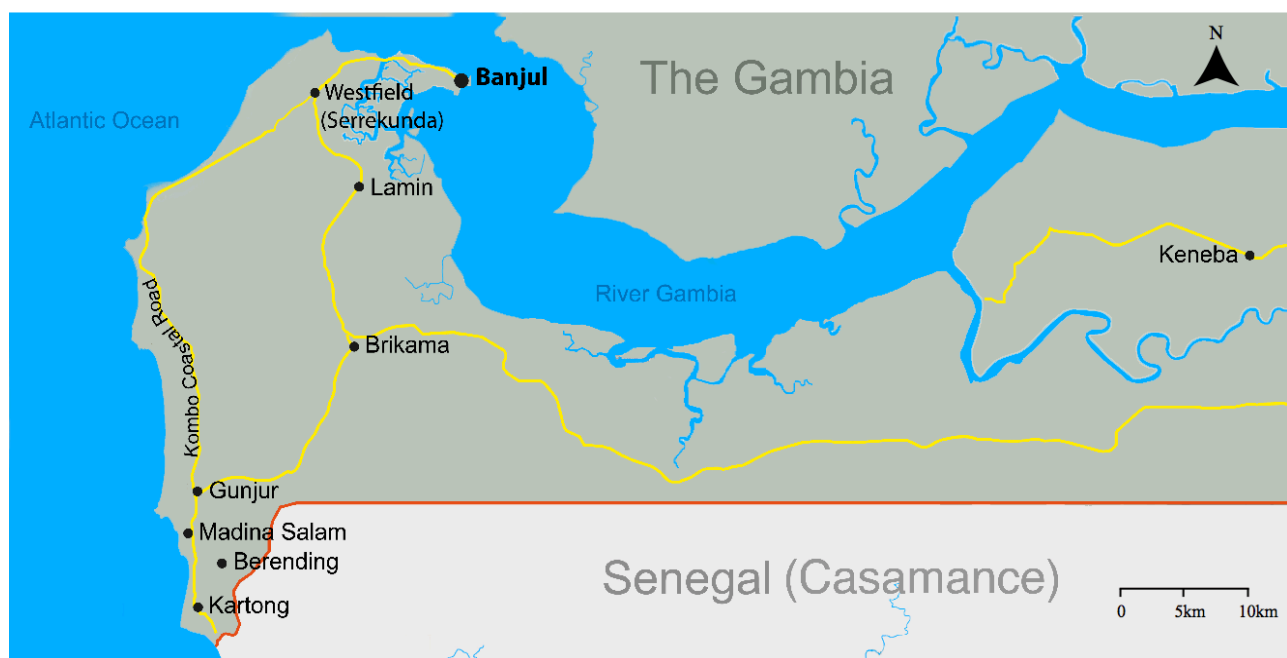 N
The Gambia
Banjul
Westfield
(Serrekunda)
Atlantic Ocean
Lamin
Keneba
River Gambia
Kombo Coastal Road
Brikama
Gunjur
Madina Salam
Berending
Senegal (Casamance)
Kartong
0 5km 10km